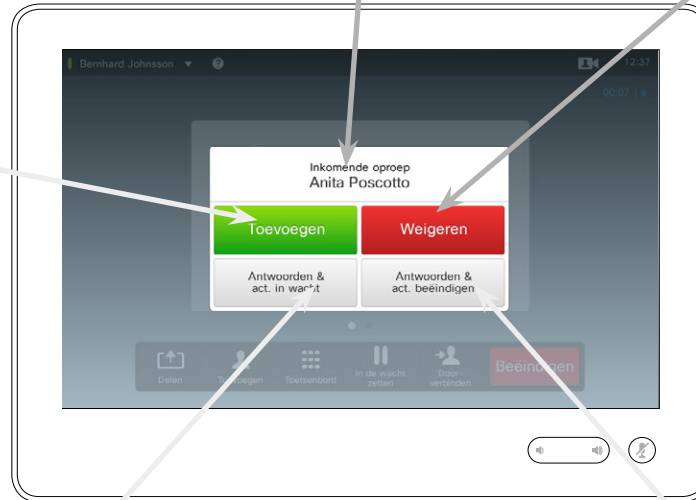 Bernhard Johnsson
12:37
00:07
Inkomende oproep
Anita Poscotto
Toevoegen
Weigeren
Antwoorden &
act. in wacht
Antwoorden &
act. beëindigen
Delen
Toevoegen
Toetsenbord
In de wacht
zetten
Door-
verbinden
Beëindigen